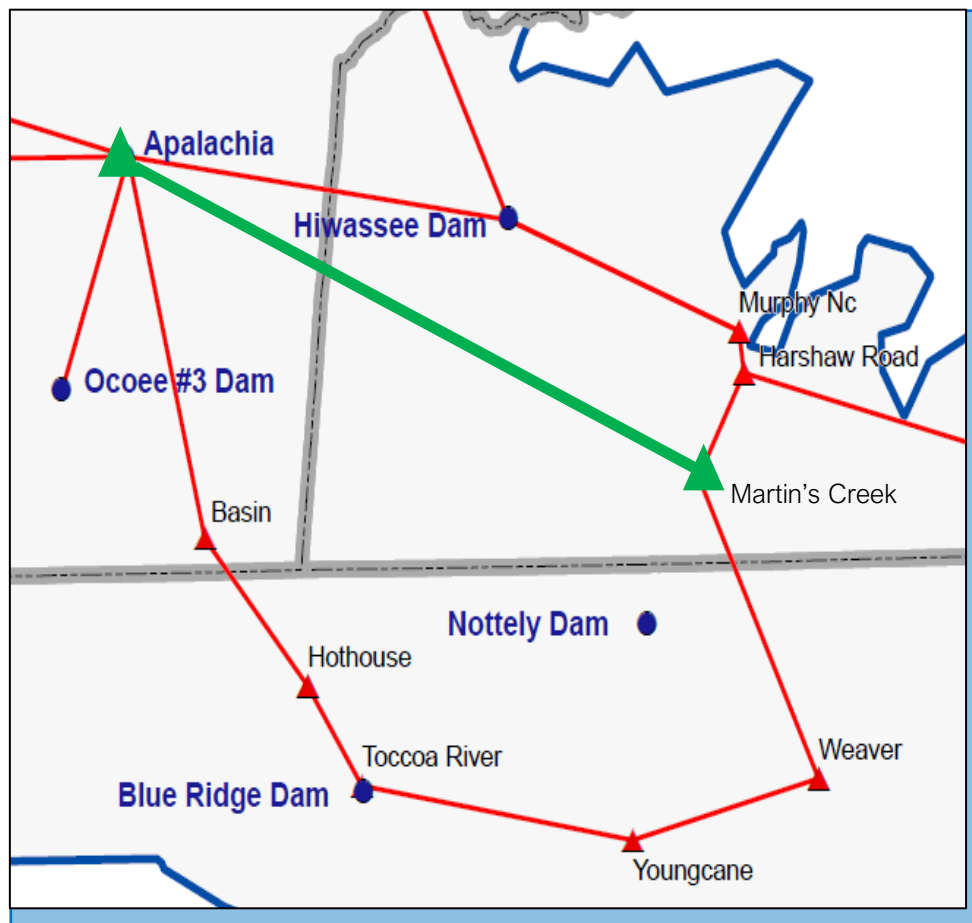 Apalachia
Hiwassee Dam
Murphy Nc
Harshaw Road
Ocoee #3 Dam
Martin's Creek
Basin
Nottely Dam
Hothouse
Toccoa River
Weaver
Blue Ridge Dam
Youngcane